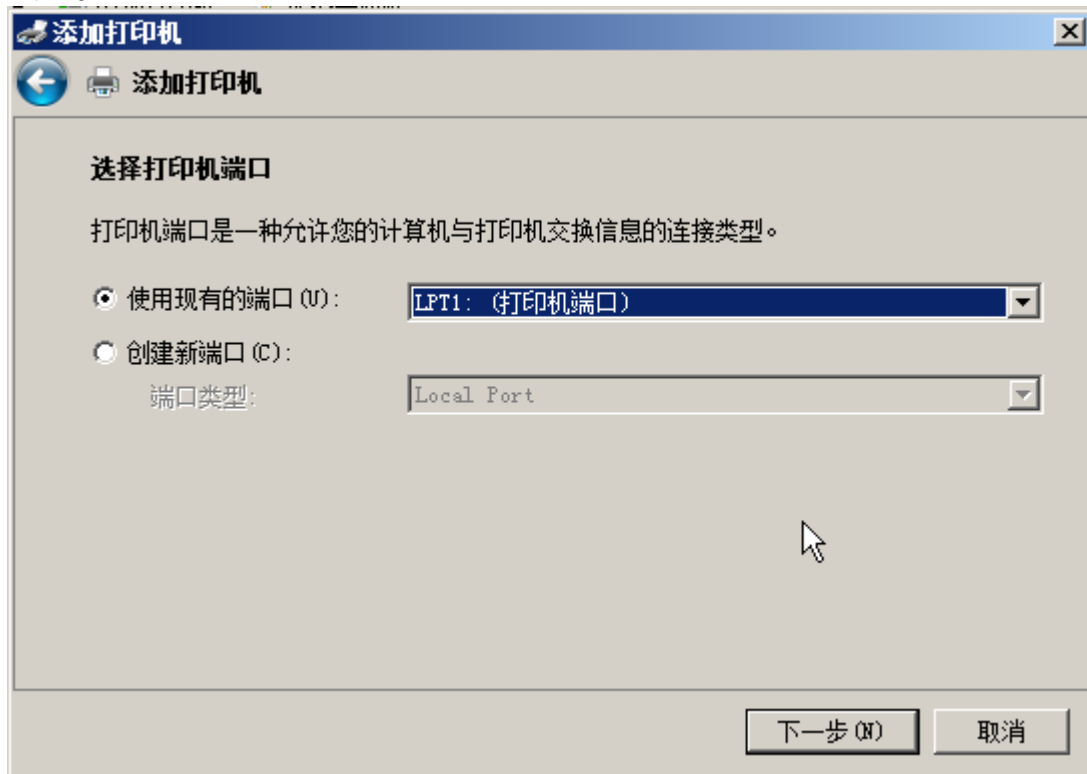 添加打印机
添加打印机
选择打印机端口
打印机端口是一种允许您的计算机与打印机交换信息的连接类型。
使用现有的端口(U): LPT1: (打印机端口)
创建新端口(C):
端口类型: Local Port
下一步(N) 取消